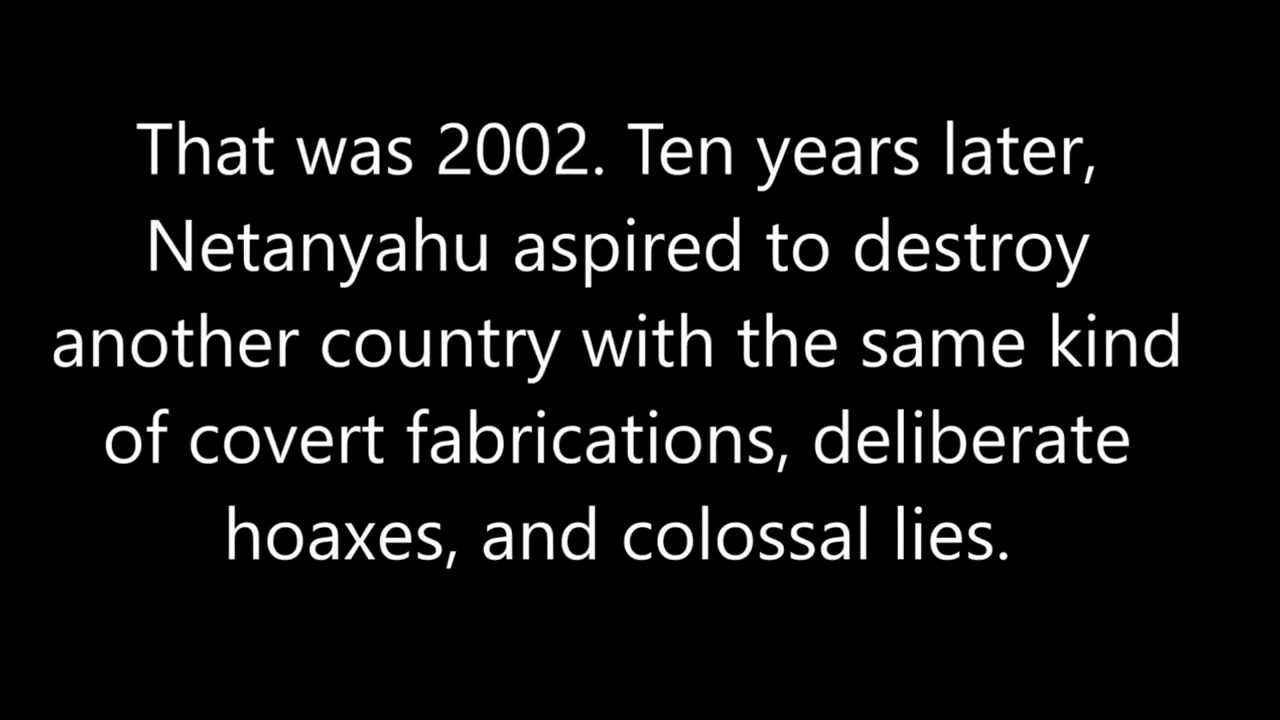 That was 2002. Ten years later,
Netanyahu aspired to destroy
another country with the same kind
of covert fabrications, deliberate
hoaxes, and colossal lies.